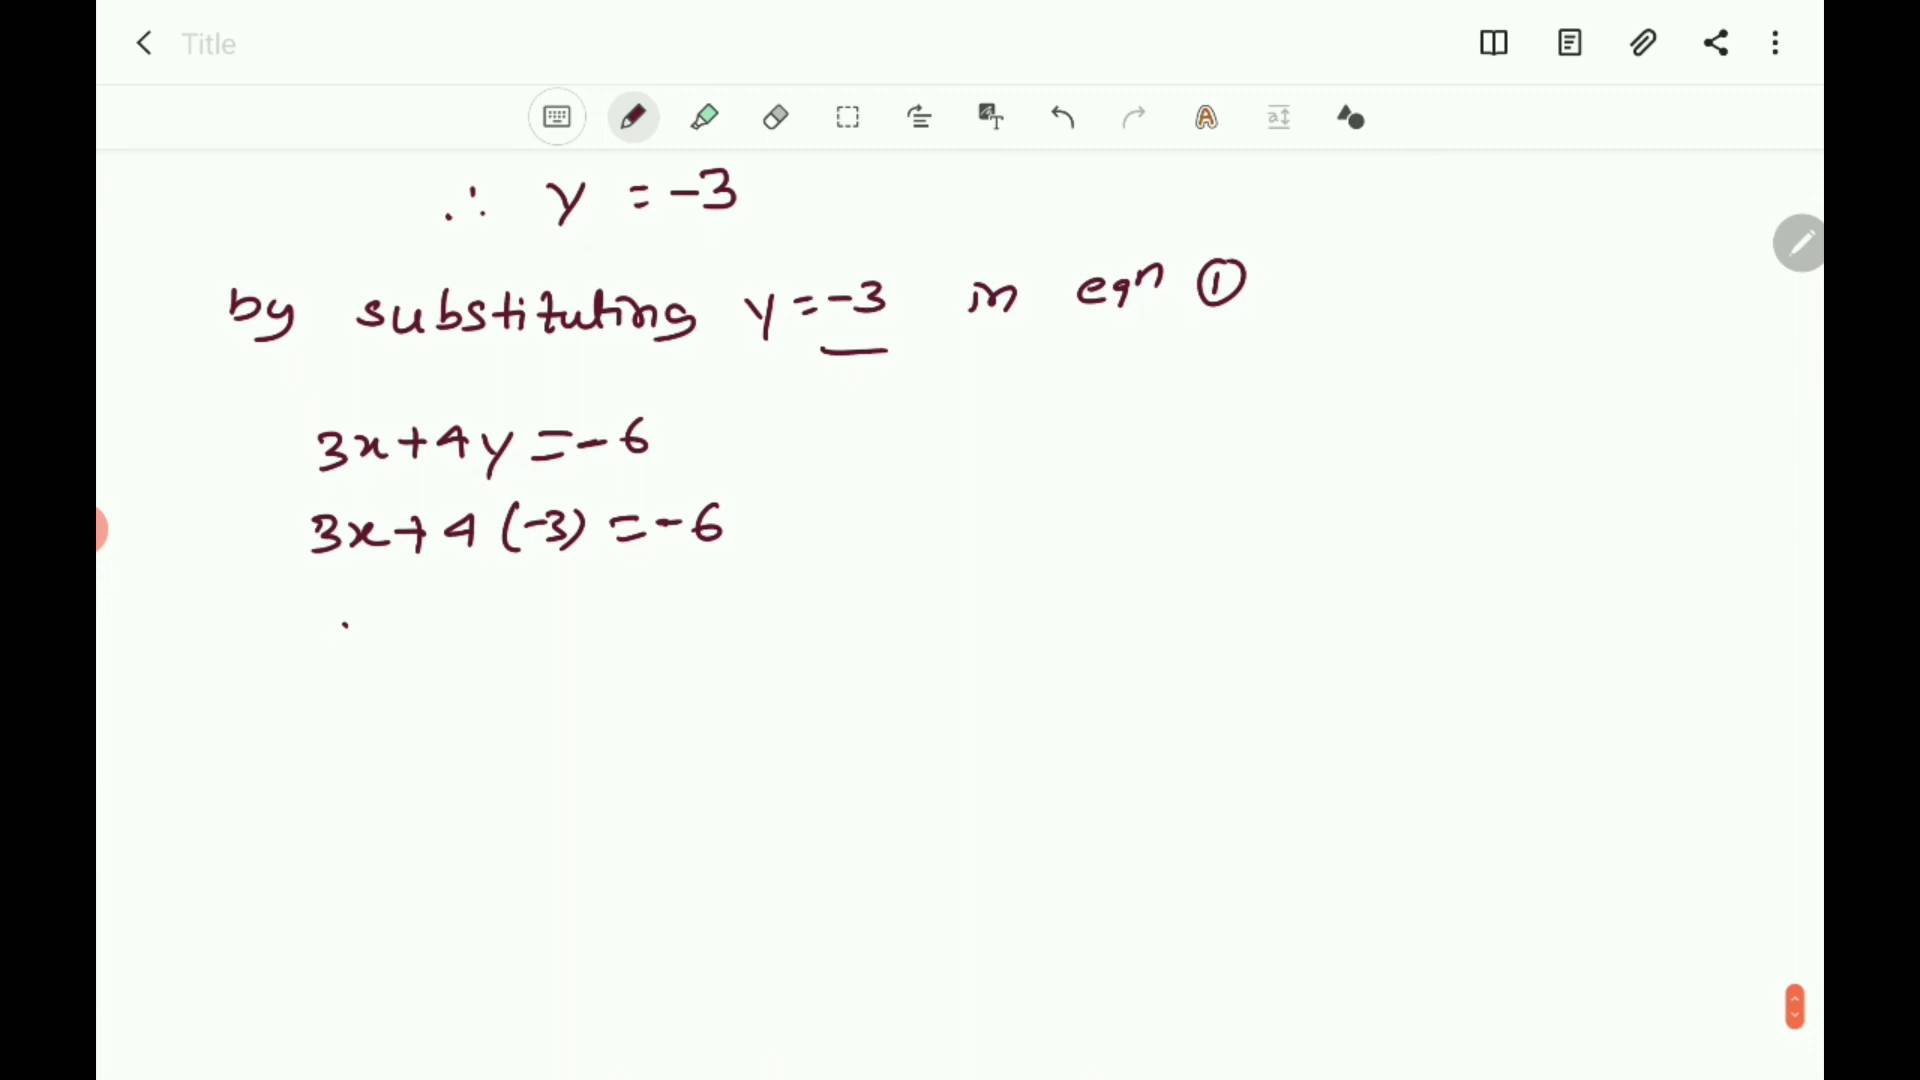 Title
∴ y = -3
by substituting y = -3 in eqn ①
3x + 4y = -6
3x + 4 (-3) = -6